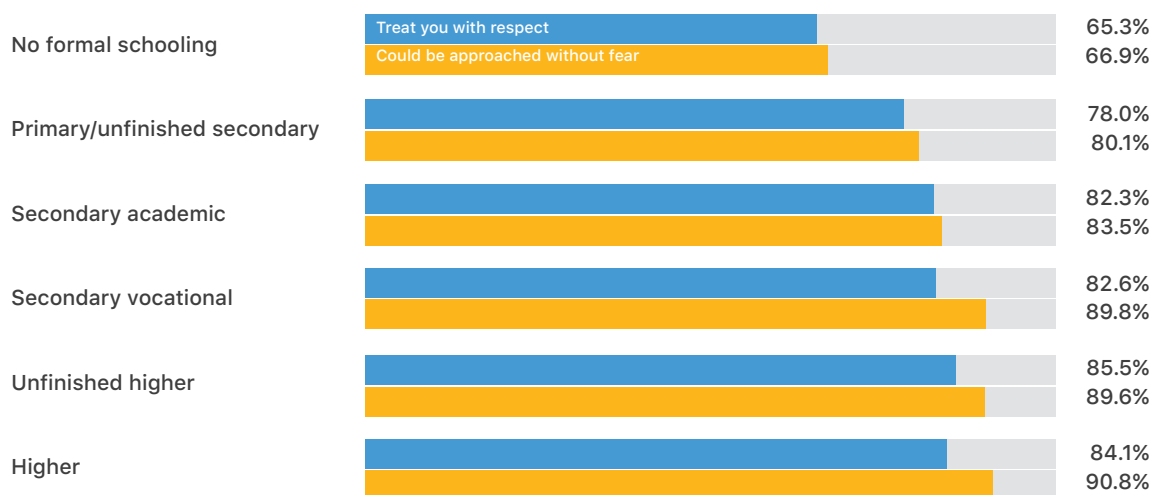 No formal schooling
Treat you with respect
65.3%
Could be approached without fear
66.9%
Primary/unfinished secondary
78.0%
80.1%
Secondary academic
82.3%
83.5%
Secondary vocational
82.6%
89.8%
Unfinished higher
85.5%
89.6%
Higher
84.1%
90.8%